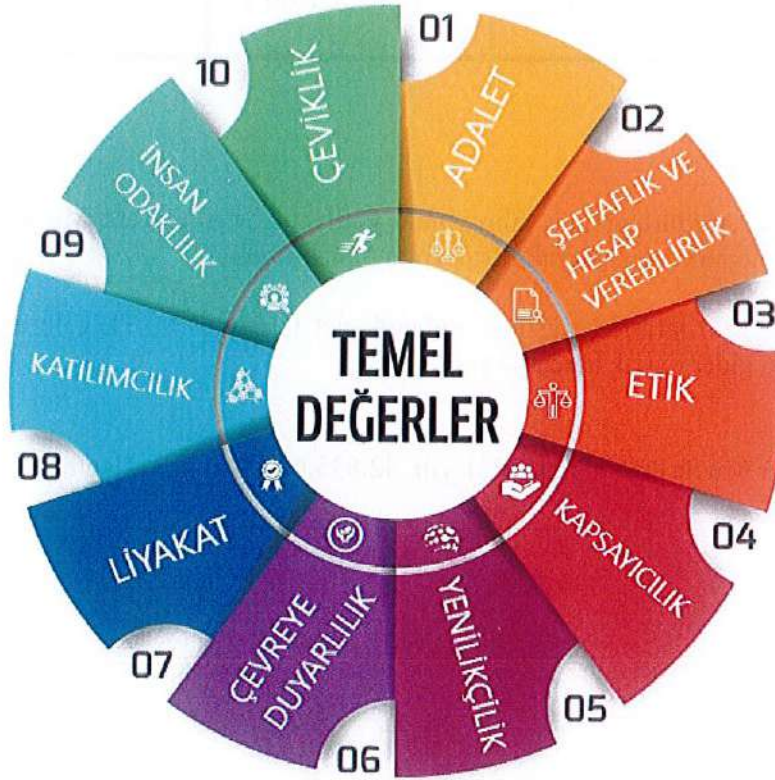 TEMEL
DEĞERLER
01
ADALET
02
ŞEFFAFLIK VE
HESAP
VEREBİLİRLİK
03
ETİK
04
KAPSAYICILIK
05
YENİLİKÇİLİK
06
ÇEVREYE
DUYARLILIK
07
LİYAKAT
08
KATILIMCILIK
09
İNSAN
ODAKLILIK
10
ÇEVİKLİK